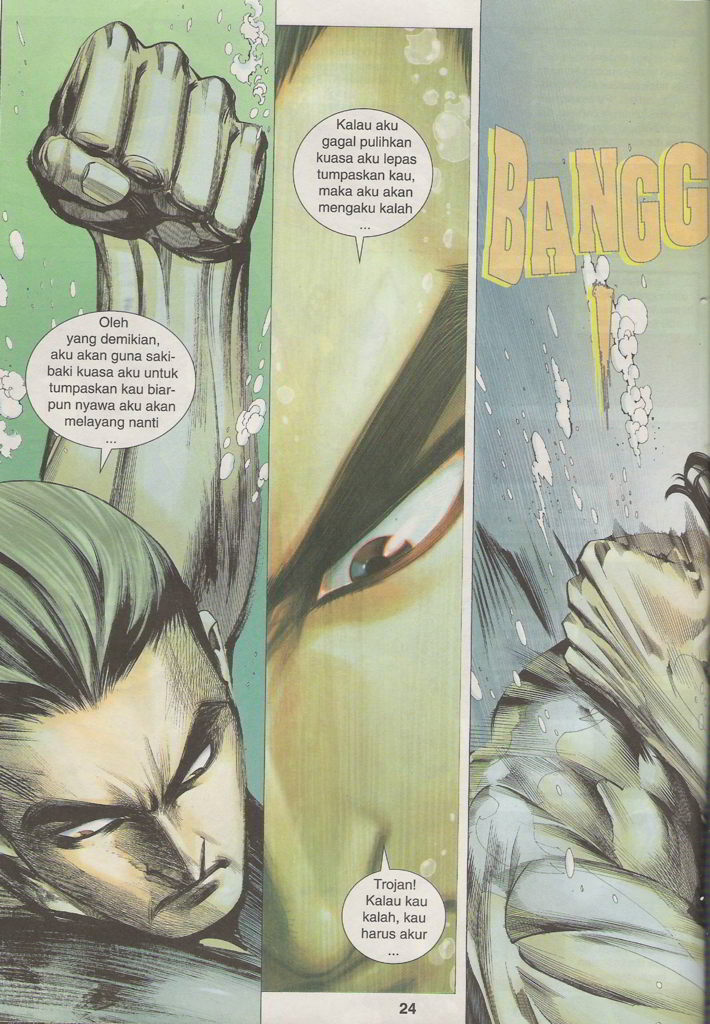 Oleh
yang demikian,
aku akan guna saki-
baki kuasa aku untuk
tumpaskan kau biar-
pun nyawa aku akan
melayang nanti
...
Kalau aku
gagal pulihkan
kuasa aku lepas
tumpaskan kau,
maka aku akan
mengaku kalah
...
Trojan!
Kalau kau
kalah, kau
harus akur
...
BANGG
24